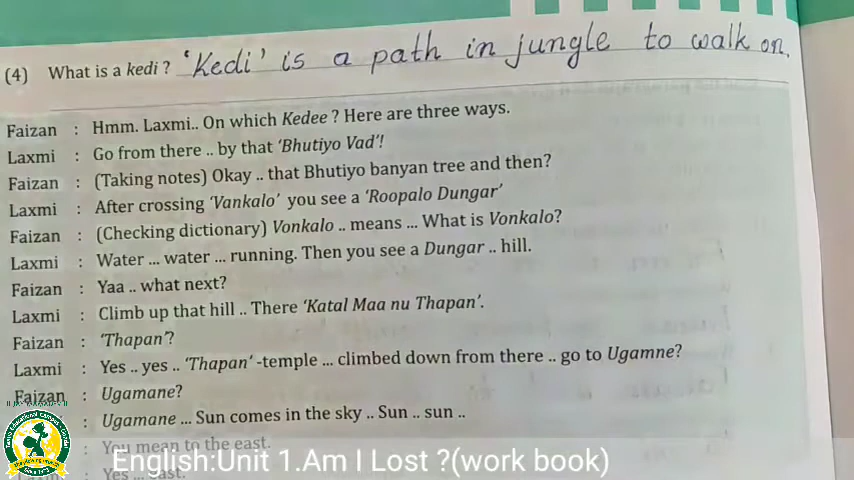 (4) What is a kedi ? 'Kedi' is a path in jungle to walk on.
Faizan : Hmm. Laxmi.. On which Kedee ? Here are three ways.
Laxmi : Go from there .. by that 'Bhutiyo Vad'!
Faizan : (Taking notes) Okay .. that Bhutiyo banyan tree and then?
Laxmi : After crossing 'Vankalo' you see a 'Roopalo Dungar'
Faizan : (Checking dictionary) Vonkalo .. means ... What is Vonkalo?
Laxmi : Water ... water ... running. Then you see a Dungar .. hill.
Faizan : Yaa .. what next?
Laxmi : Climb up that hill .. There 'Katal Maa nu Thapan'.
Faizan : 'Thapan'?
Laxmi : Yes .. yes .. 'Thapan' -temple ... climbed down from there .. go to Ugamne?
Faizan : Ugamane?
: Ugamane ... Sun comes in the sky .. Sun .. sun ..
: You mean to the east.
: Yes ... east.
English:Unit 1.Am I Lost ?(work book)